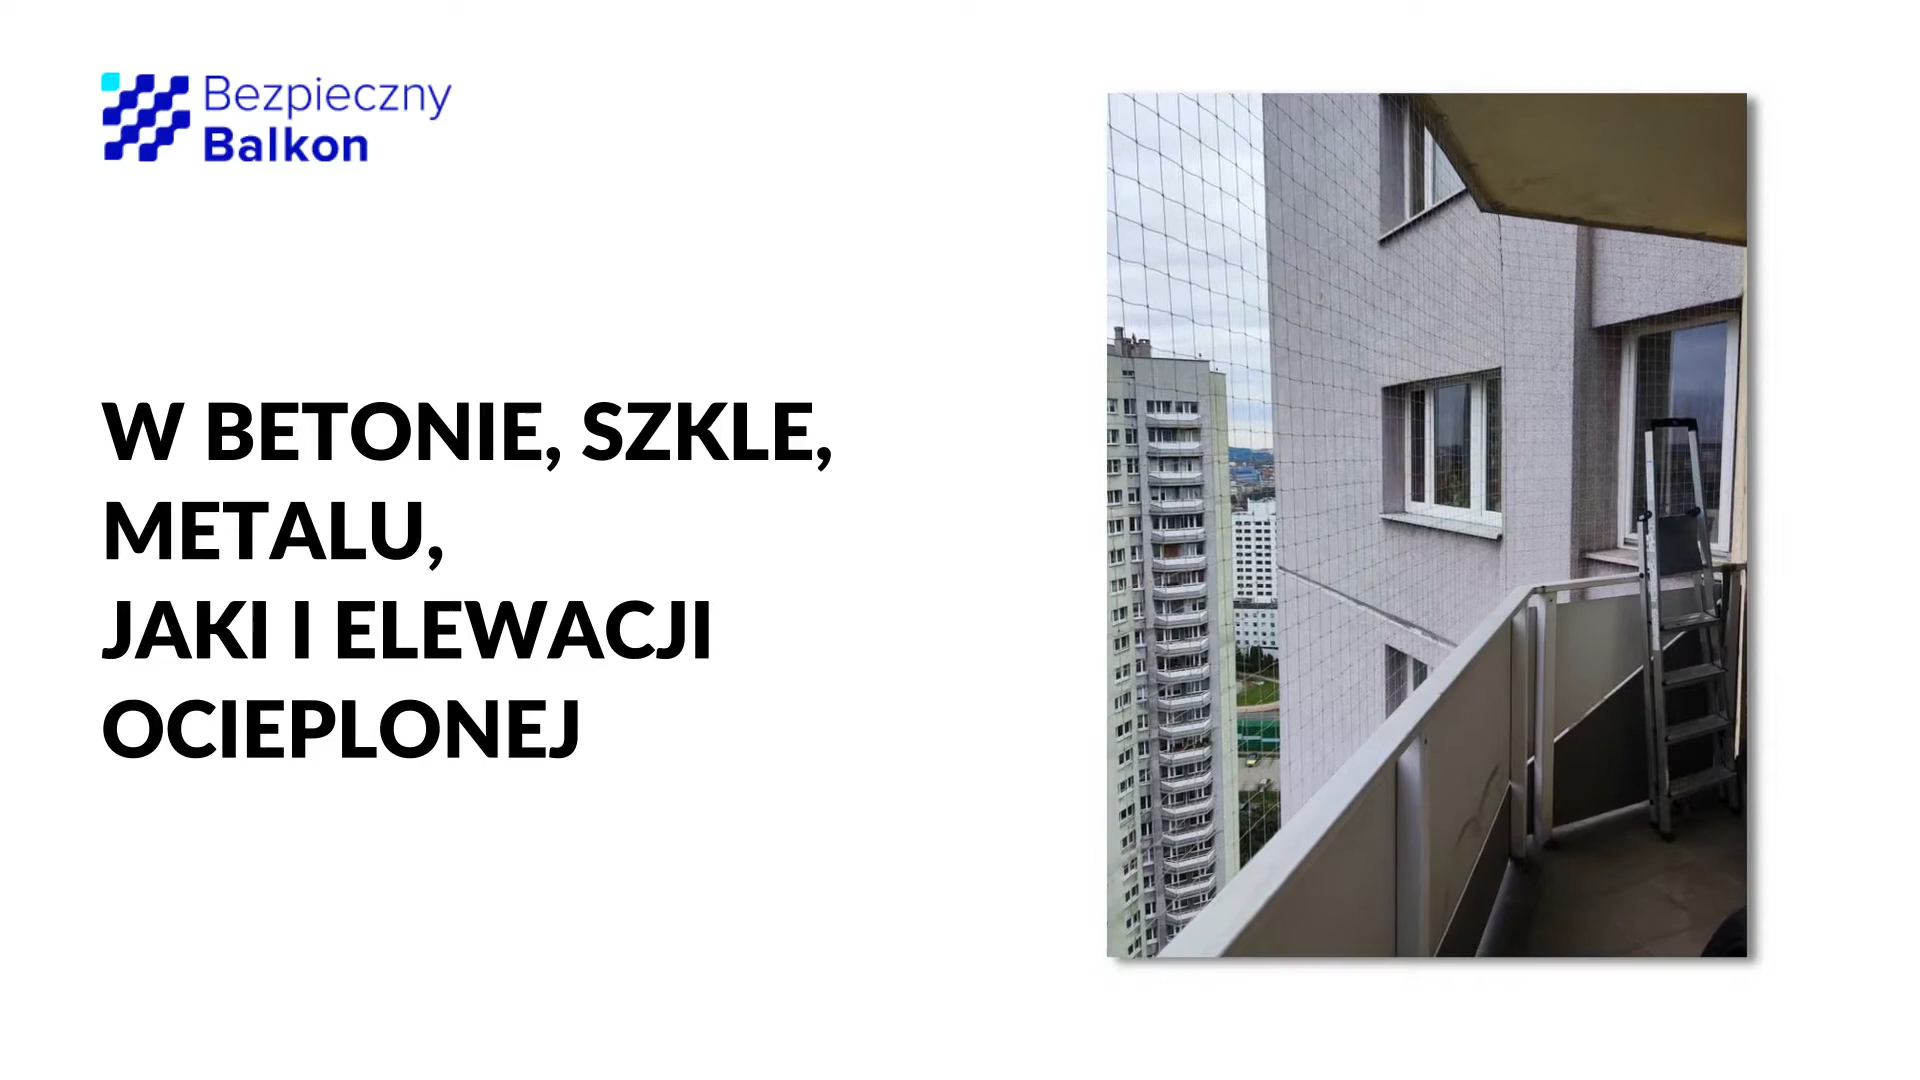 Bezpieczny
Balkon
W BETONIE, SZKLE,
METALU,
JAKI I ELEWACJI
OCIEPLONEJ